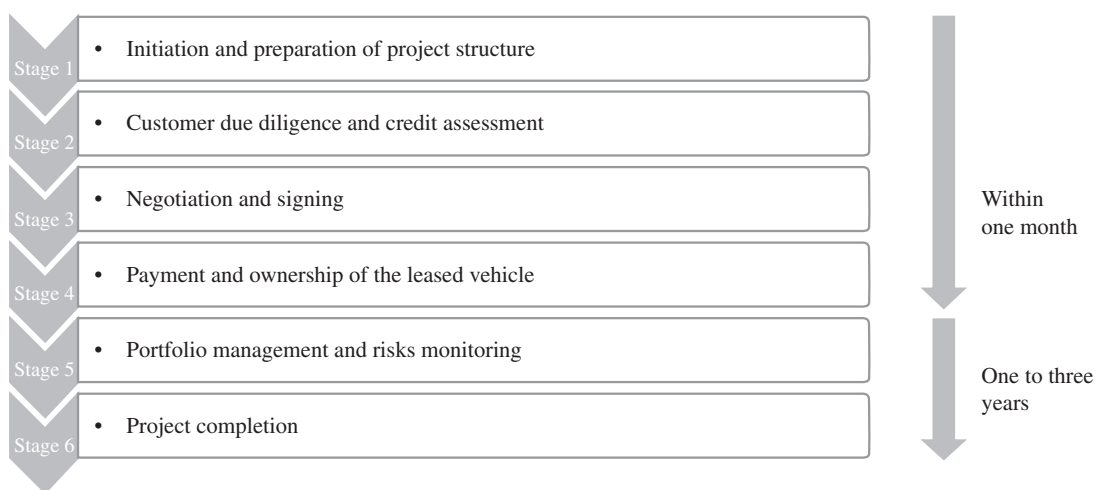 Stage 1
• Initiation and preparation of project structure
Stage 2
• Customer due diligence and credit assessment
Stage 3
• Negotiation and signing
Stage 4
• Payment and ownership of the leased vehicle
Stage 5
• Portfolio management and risks monitoring
Stage 6
• Project completion
Within
one month
One to three
years